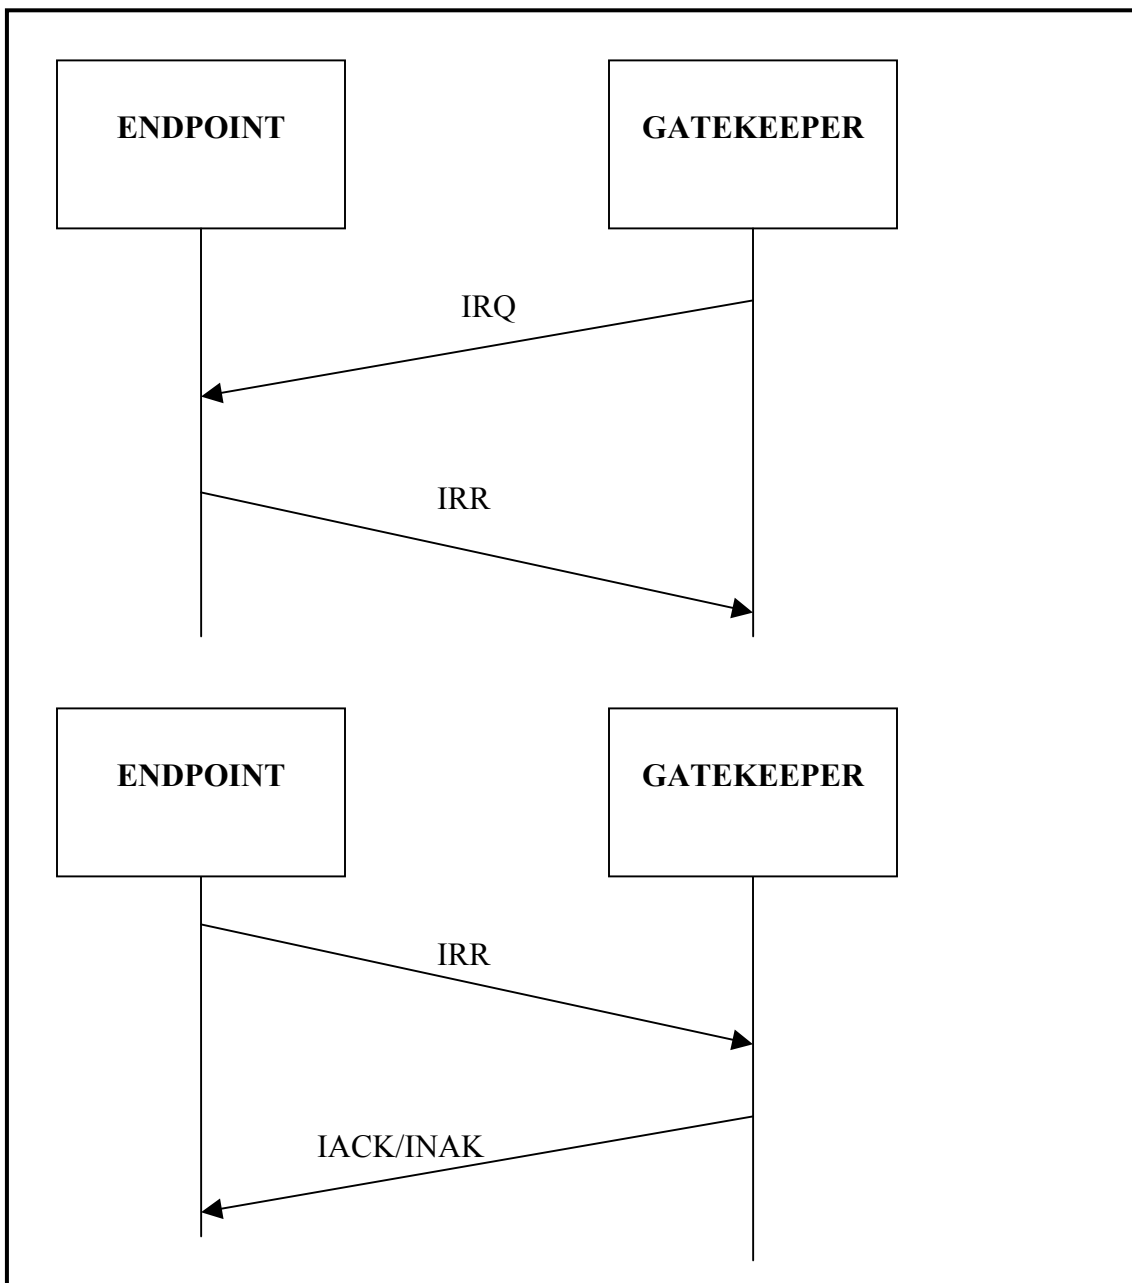 ENDPOINT
GATEKEEPER
IRQ
IRR
ENDPOINT
GATEKEEPER
IRR
IACK/INAK